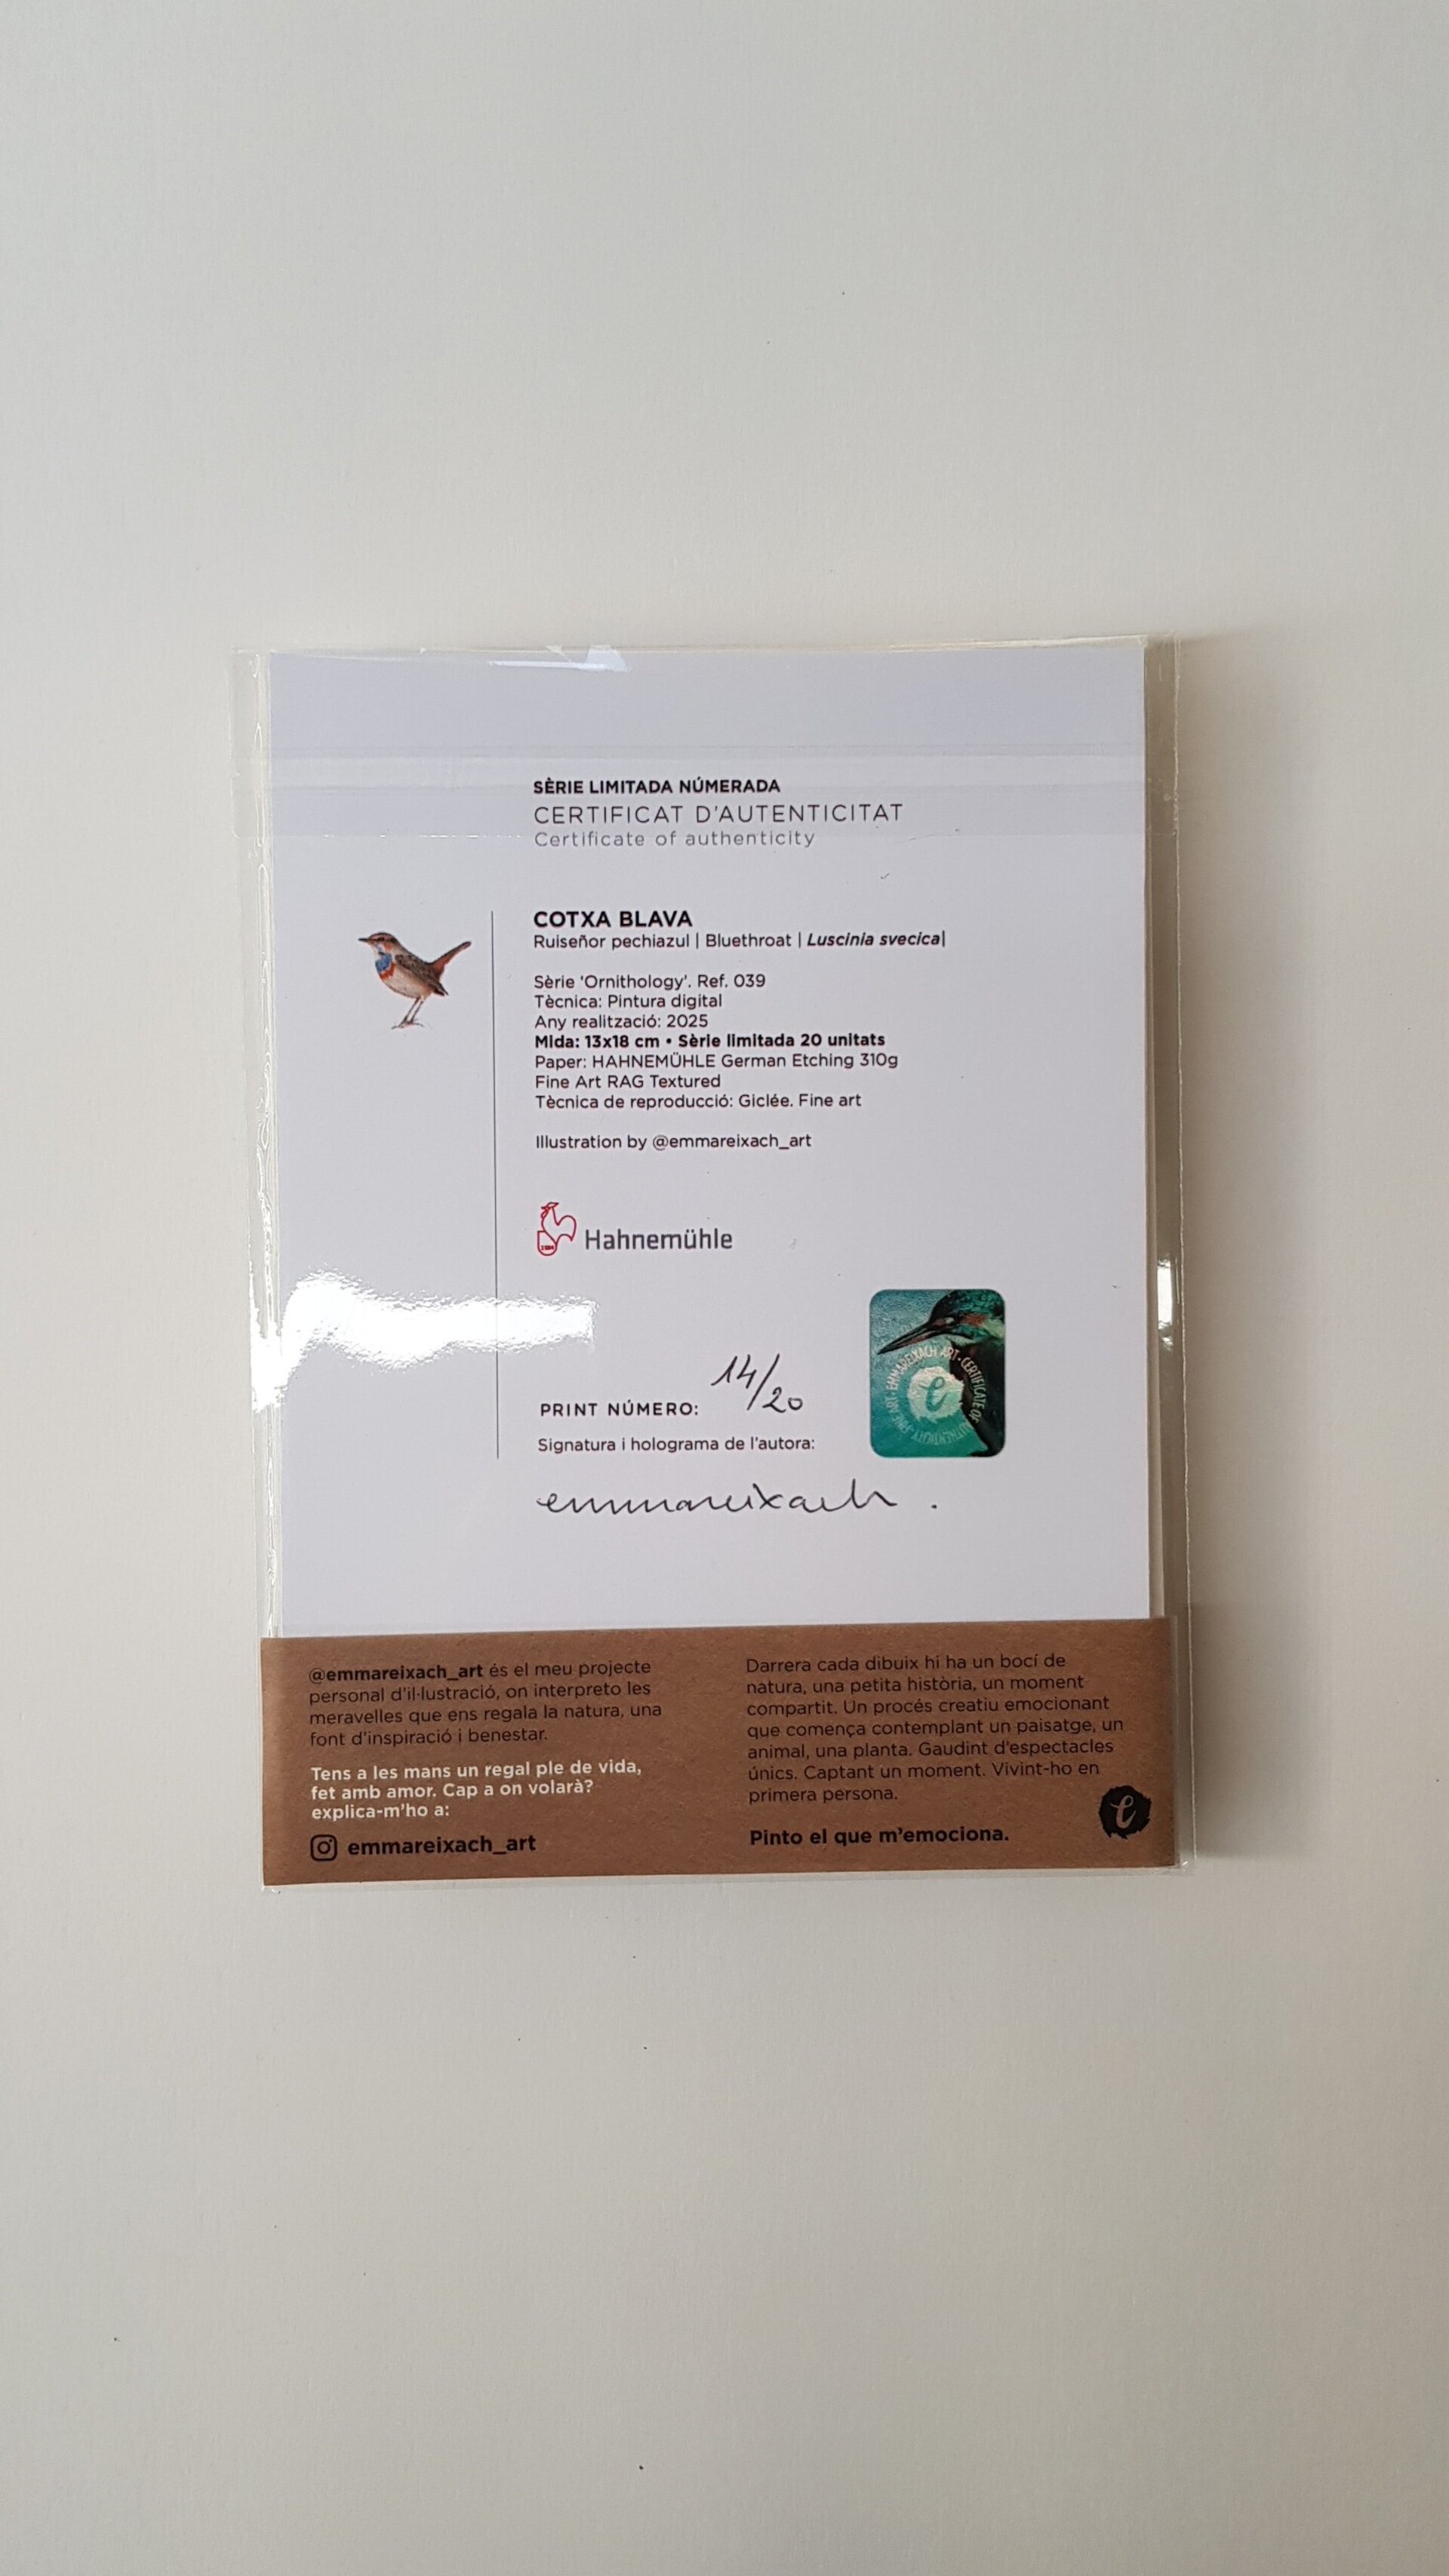 SÈRIE LIMITADA NÚMERADA
CERTIFICAT D'AUTENTICITAT
Certificate of authenticity
COTXA BLAVA
Ruiseñor pechiazul | Bluethroat | Luscinia svecica|
Sèrie 'Ornithology'. Ref. 039
Tècnica: Pintura digital
Any realització: 2025
Mida: 13x18 cm • Sèrie limitada 20 unitats
Paper: HAHNEMÜHLE German Etching 310g
Fine Art RAG Textured
Tècnica de reproducció: Giclée. Fine art
Illustration by @emmareixach_art
Hahnemühle
PRINT NÚMERO: 14/20
Signatura i holograma de l'autora:
emmareixach.
EMMAREIXACH ART · CERTIFICATE OF AUTHENTICITY · FINE ART ·
e
@emmareixach_art és el meu projecte
personal d'il·lustració, on interpreto les
meravelles que ens regala la natura, una
font d'inspiració i benestar.
Tens a les mans un regal ple de vida,
fet amb amor. Cap a on volarà?
explica-m'ho a:
emmareixach_art
Darrera cada dibuix hi ha un bocí de
natura, una petita història, un moment
compartit. Un procés creatiu emocionant
que comença contemplant un paisatge, un
animal, una planta. Gaudint d'espectacles
únics. Captant un moment. Vivint-ho en
primera persona.
Pinto el que m'emociona.
e